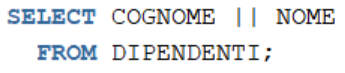 SELECT COGNOME || NOME
FROM DIPENDENTI;